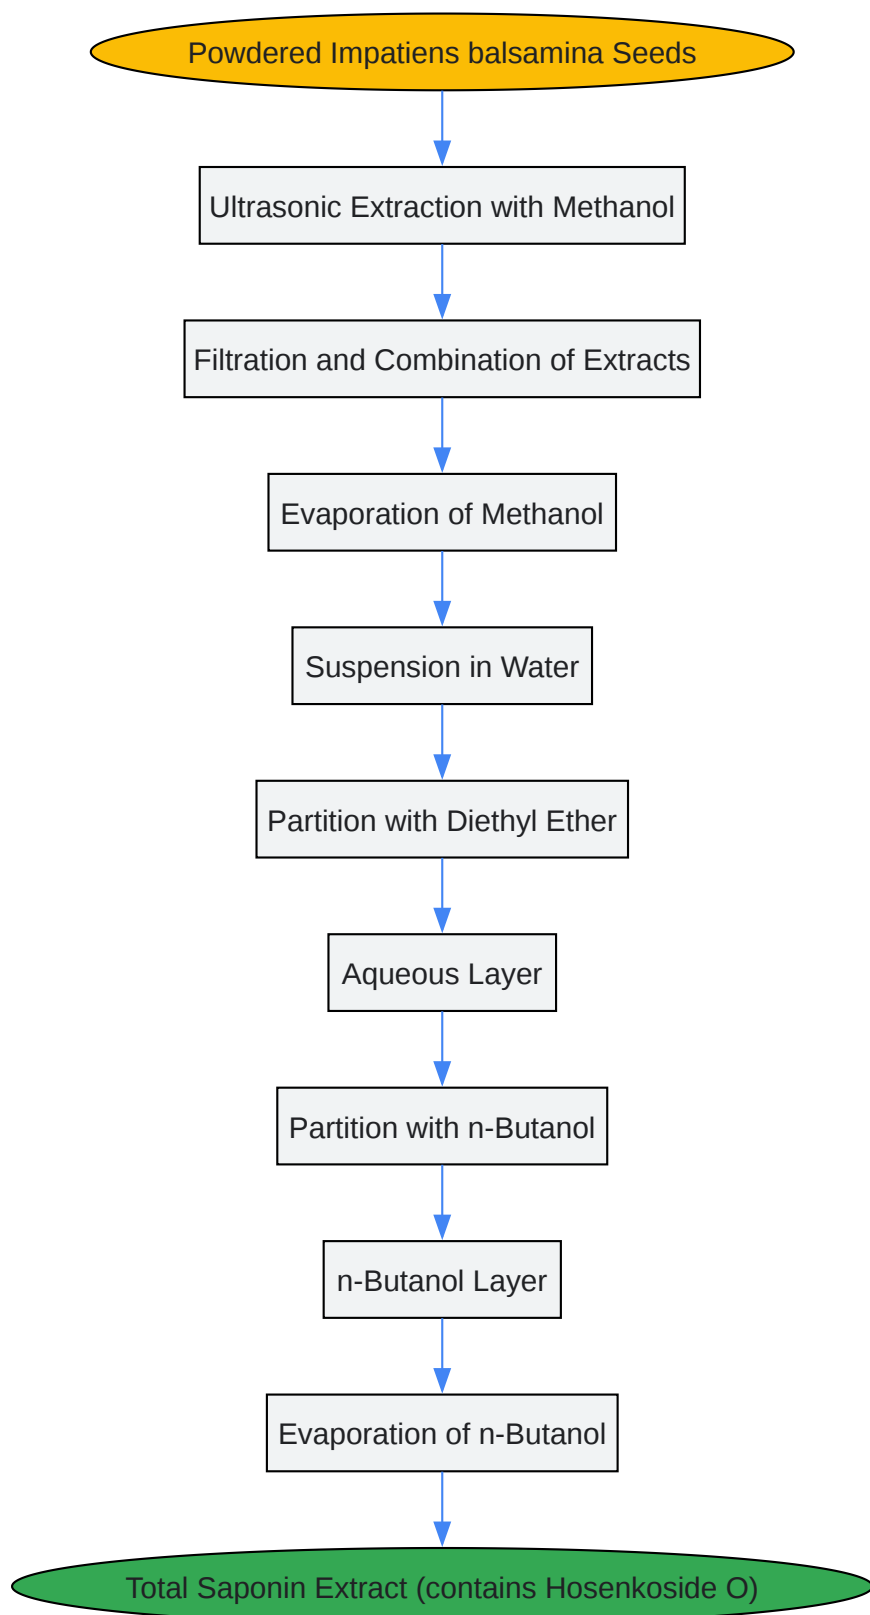 Powdered Impatiens balsamina Seeds
Ultrasonic Extraction with Methanol
Filtration and Combination of Extracts
Evaporation of Methanol
Suspension in Water
Partition with Diethyl Ether
Aqueous Layer
Partition with n-Butanol
n-Butanol Layer
Evaporation of n-Butanol
Total Saponin Extract (contains Hosenkoside O)